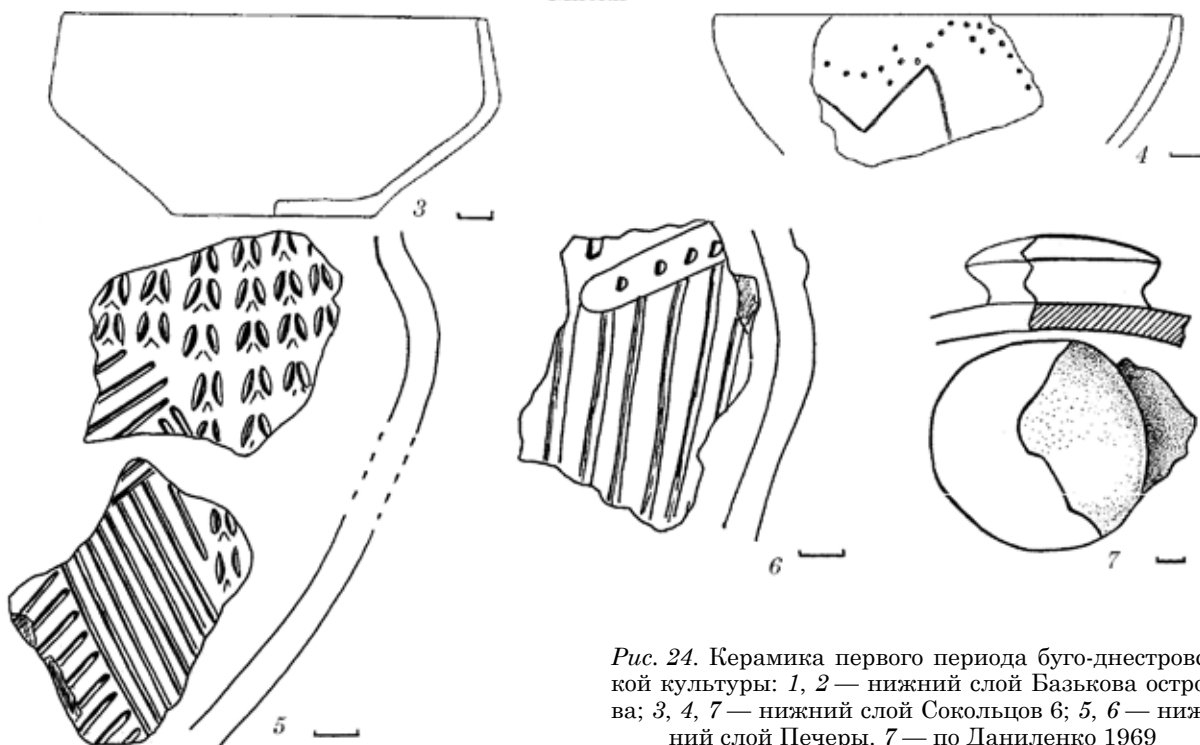 3
4
5
6
7
Рис. 24. Керамика первого периода буго-днестровс-
кой культуры: 1, 2 — нижний слой Базькова остро-
ва; 3, 4, 7 — нижний слой Сокольцов 6; 5, 6 — ниж-
ний слой Печеры. 7 — по Даниленко 1969